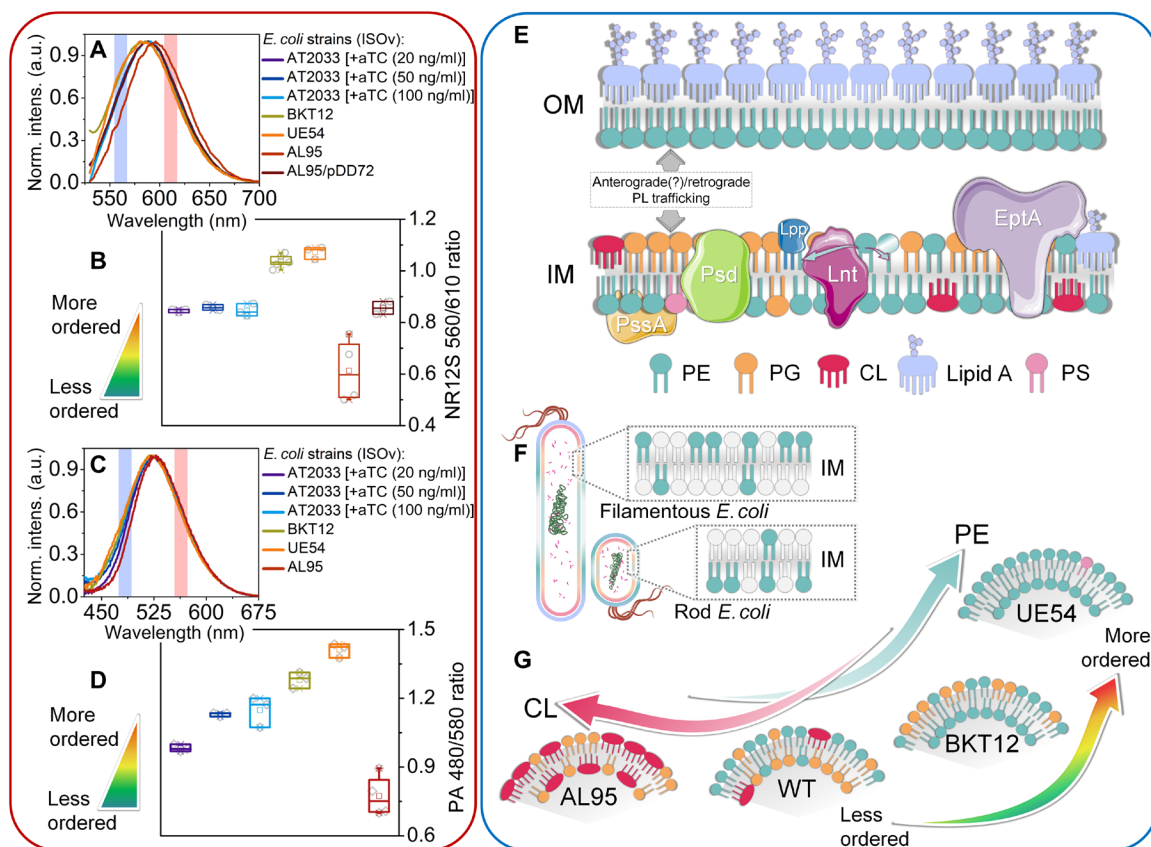 A
Norm. intens. (a.u.)
1.0
0.9
0.6
0.3
0.0
550
600
650
700
Wavelength (nm)
E. coli strains (ISOv):
AT2033 [+aTC (20 ng/ml)]
AT2033 [+aTC (50 ng/ml)]
AT2033 [+aTC (100 ng/ml)]
BKT12
UE54
AL95
AL95/pDD72
B
More
ordered
Less
ordered
1.2
1.0
0.8
0.6
0.4
NR12S 560/610 ratio
C
Norm. intens. (a.u.)
1.0
0.9
0.6
0.3
0.0
450
525
600
675
Wavelength (nm)
E. coli strains (ISOv):
AT2033 [+aTC (20 ng/ml)]
AT2033 [+aTC (50 ng/ml)]
AT2033 [+aTC (100 ng/ml)]
BKT12
UE54
AL95
D
More
ordered
Less
ordered
1.5
1.2
0.9
0.6
PA 480/580 ratio
E
OM
Anterograde(?)/retrograde
PL trafficking
IM
Psd
PssA
Lpp
Lnt
EptA
PE
PG
CL
Lipid A
PS
F
IM
Filamentous E. coli
IM
Rod E. coli
G
PE
CL
UE54
More
ordered
BKT12
WT
AL95
Less
ordered